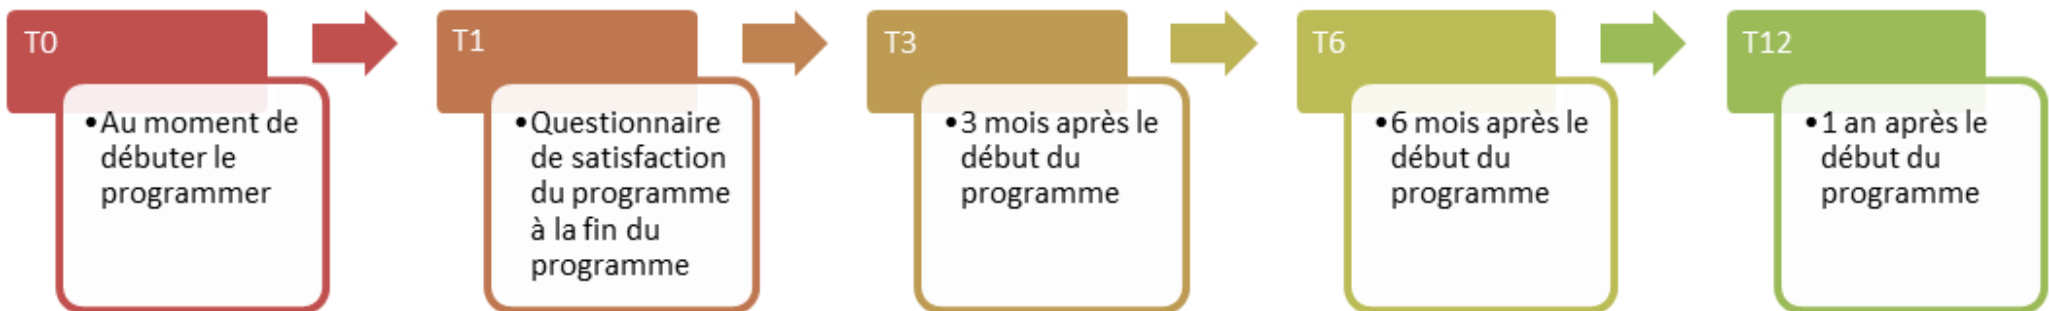 T0
•Au moment de
débuter le
programmer
T1
•Questionnaire
de satisfaction
du programme
à la fin du
programme
T3
•3 mois après le
début du
programme
T6
•6 mois après le
début du
programme
T12
•1 an après le
début du
programme